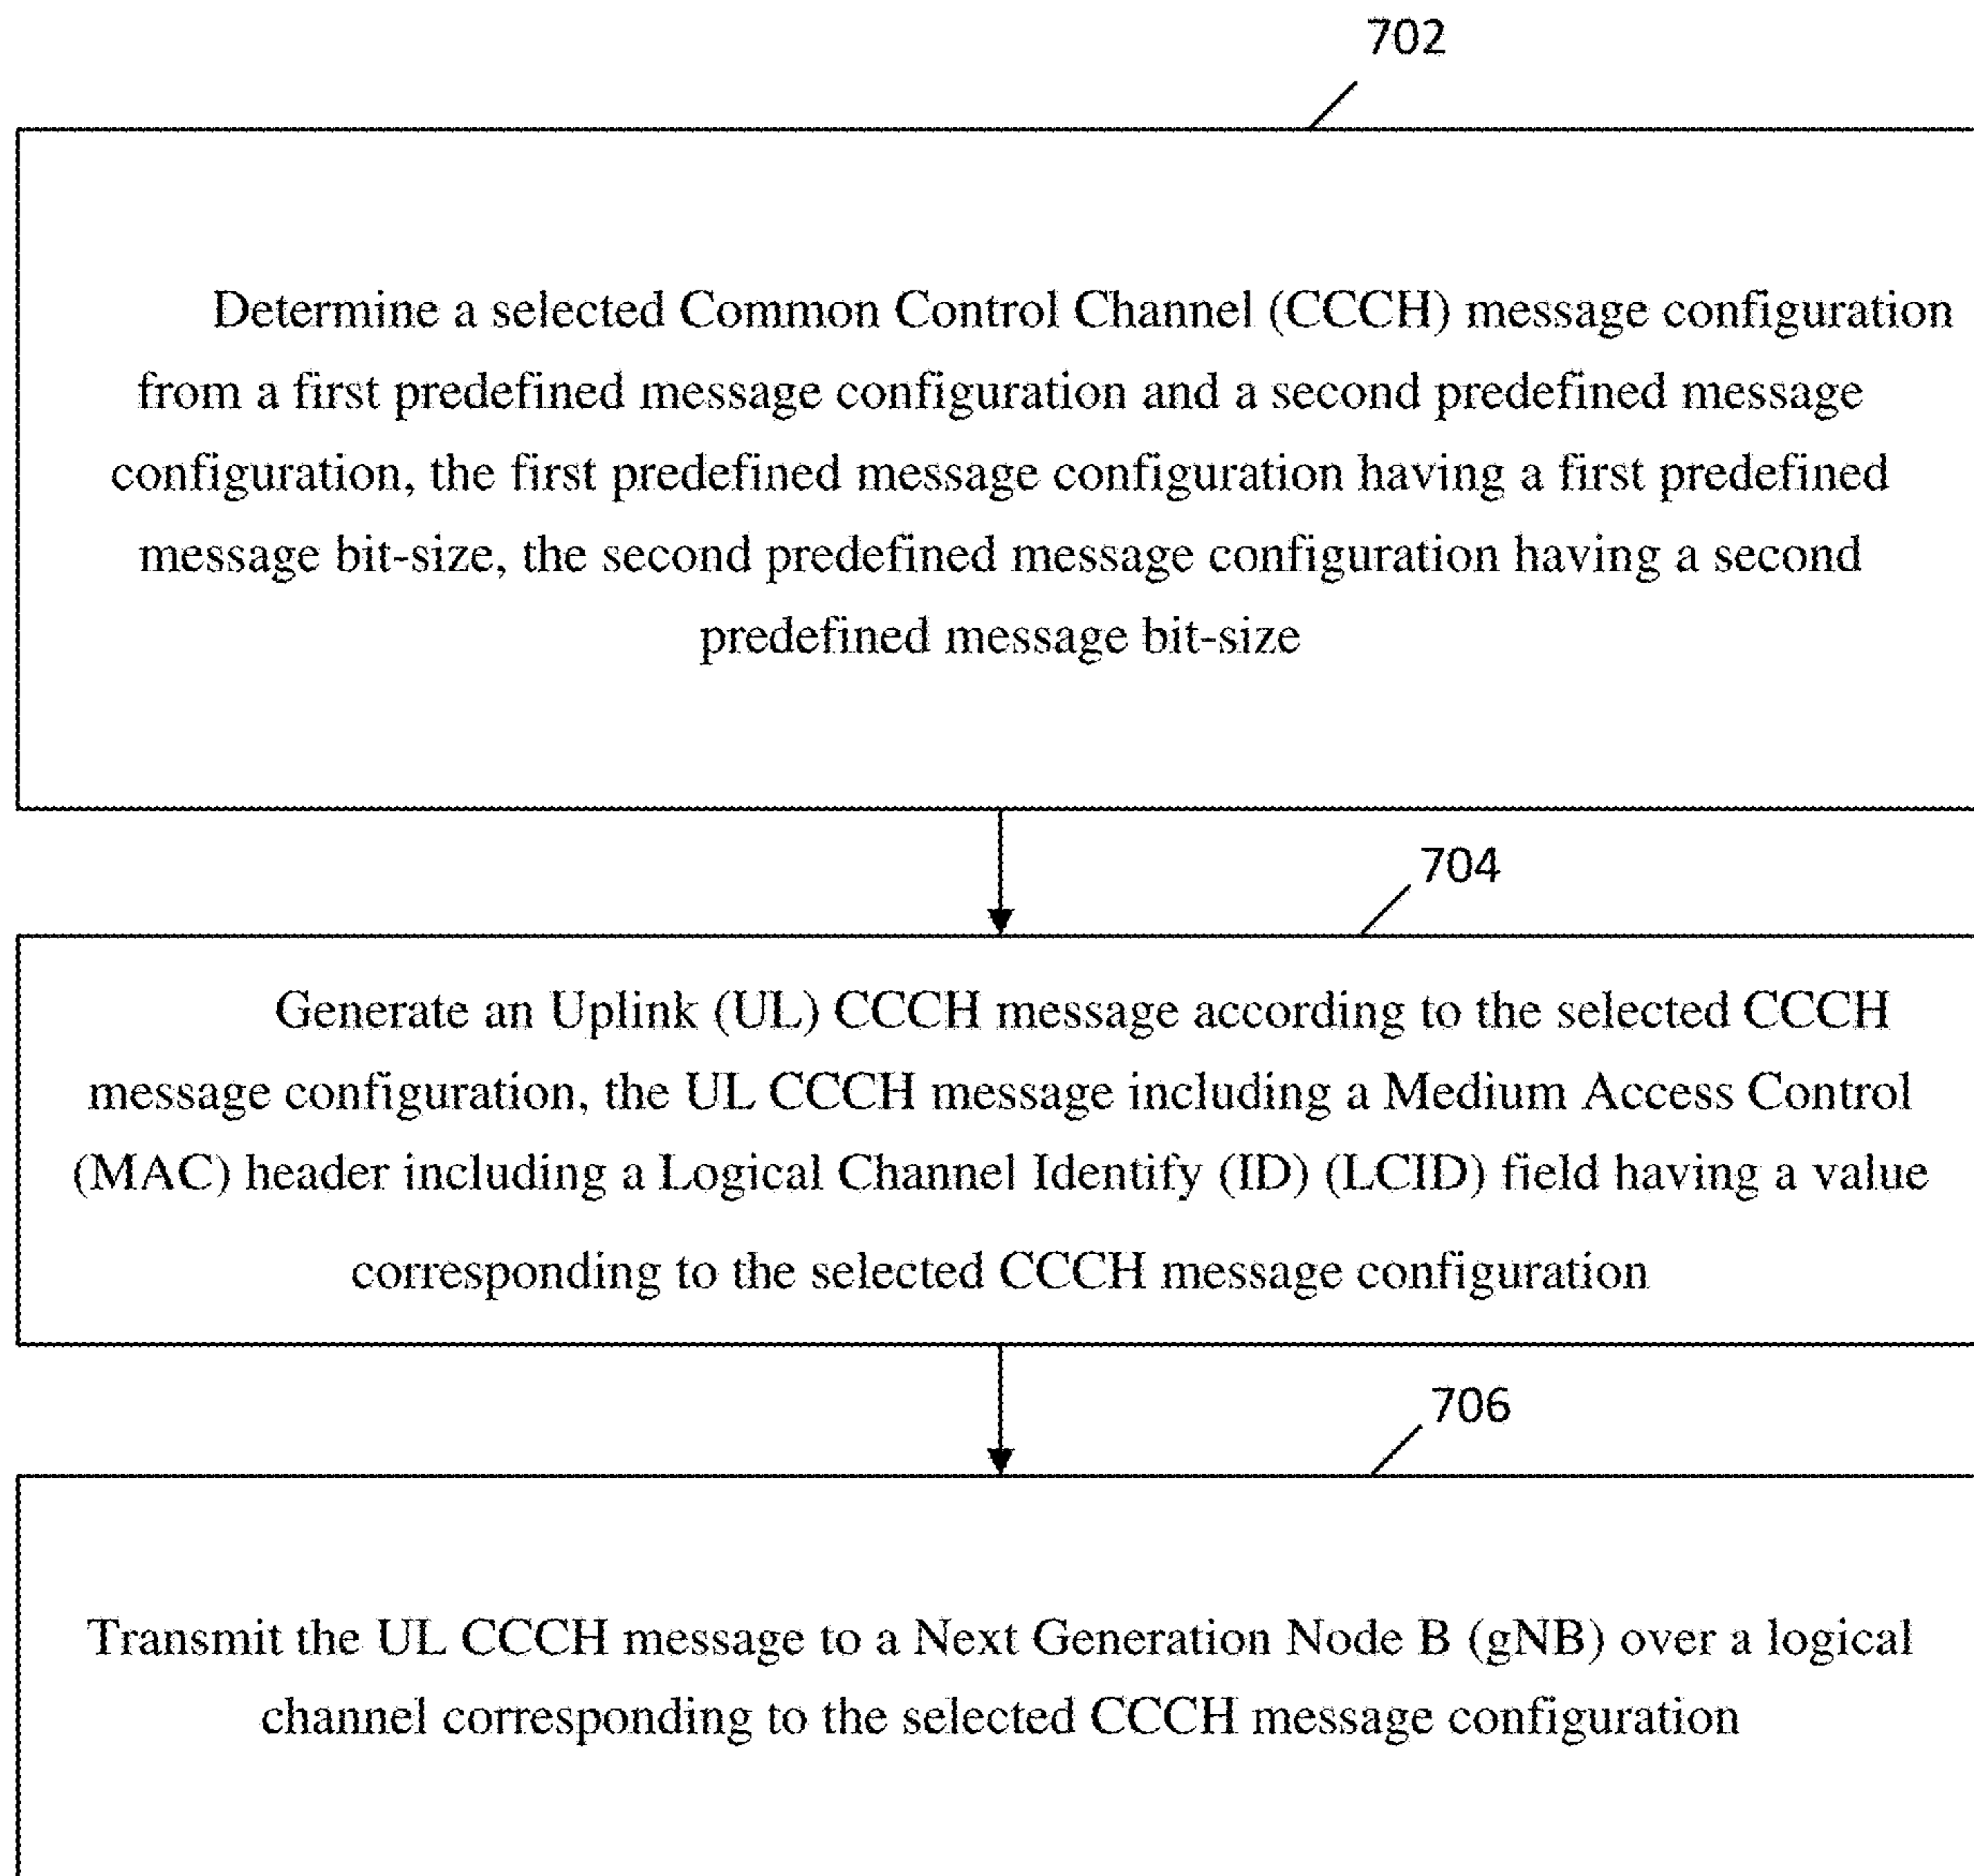 702
Determine a selected Common Control Channel (CCCH) message configuration
from a first predefined message configuration and a second predefined message
configuration, the first predefined message configuration having a first predefined
message bit-size, the second predefined message configuration having a second
predefined message bit-size
704
Generate an Uplink (UL) CCCH message according to the selected CCCH
message configuration, the UL CCCH message including a Medium Access Control
(MAC) header including a Logical Channel Identify (ID) (LCID) field having a value
corresponding to the selected CCCH message configuration
706
Transmit the UL CCCH message to a Next Generation Node B (gNB) over a logical
channel corresponding to the selected CCCH message configuration